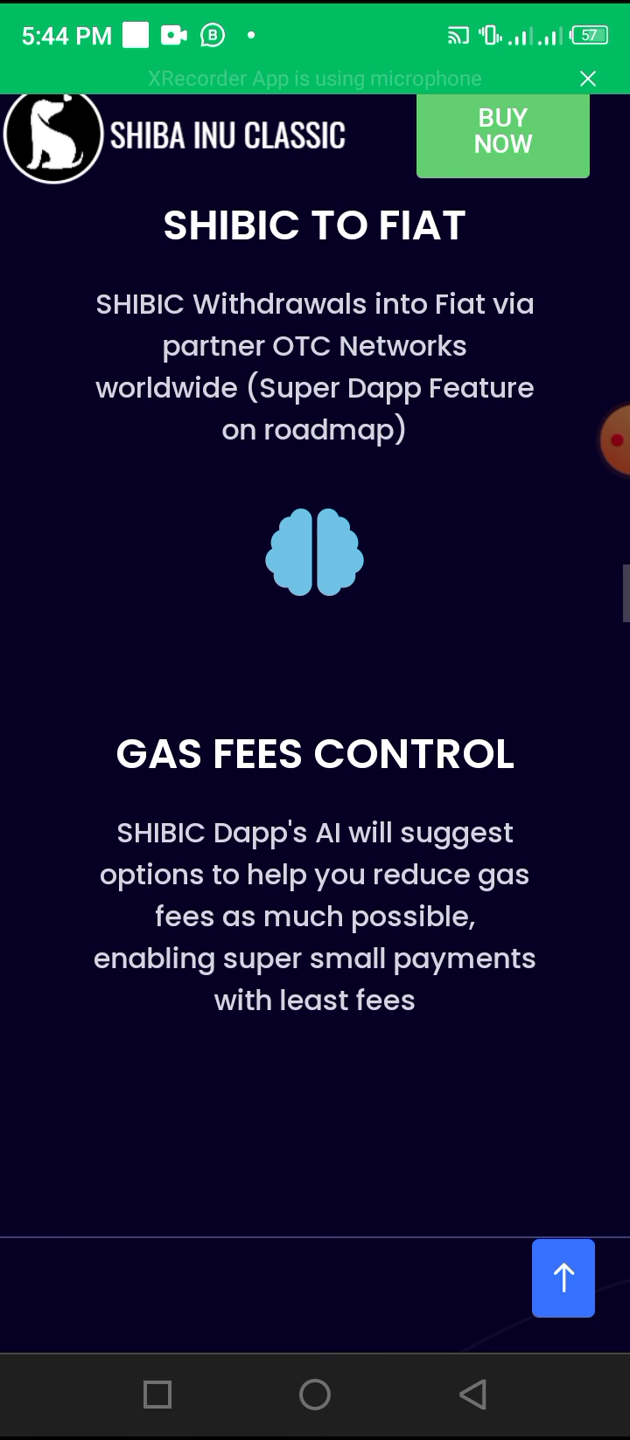 5:44 PM
B
57
XRecorder App is using microphone
SHIBA INU CLASSIC
BUY
NOW
SHIBIC TO FIAT
SHIBIC Withdrawals into Fiat via
partner OTC Networks
worldwide (Super Dapp Feature
on roadmap)
GAS FEES CONTROL
SHIBIC Dapp's AI will suggest
options to help you reduce gas
fees as much possible,
enabling super small payments
with least fees